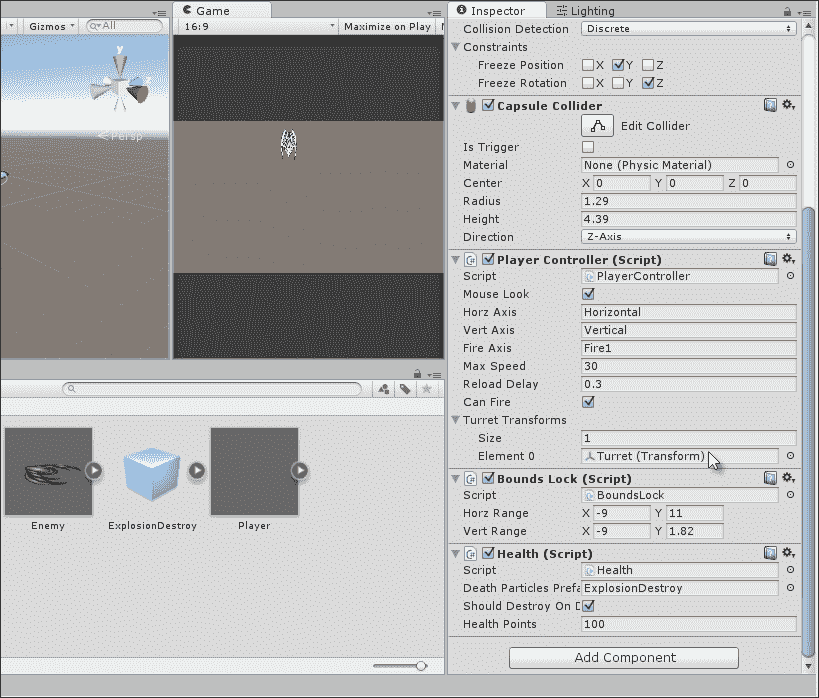 Gizmos
All
y
Persp
Game
16:9
Maximize on Play
Enemy
ExplosionDestroy
Player
Inspector
Lighting
Collision Detection Discrete
Constraints
Freeze Position X Y Z
Freeze Rotation X Y Z
Capsule Collider
Edit Collider
Is Trigger
Material None (Physic Material)
Center X 0 Y 0 Z 0
Radius 1.29
Height 4.39
Direction Z-Axis
Player Controller (Script)
Script PlayerController
Mouse Look
Horz Axis Horizontal
Vert Axis Vertical
Fire Axis Fire1
Max Speed 30
Reload Delay 0.3
Can Fire
Turret Transforms
Size 1
Element 0 Turret (Transform)
Bounds Lock (Script)
Script BoundsLock
Horz Range X -9 Y 11
Vert Range X -9 Y 1.82
Health (Script)
Script Health
Death Particles Prefa ExplosionDestroy
Should Destroy On D
Health Points 100
Add Component